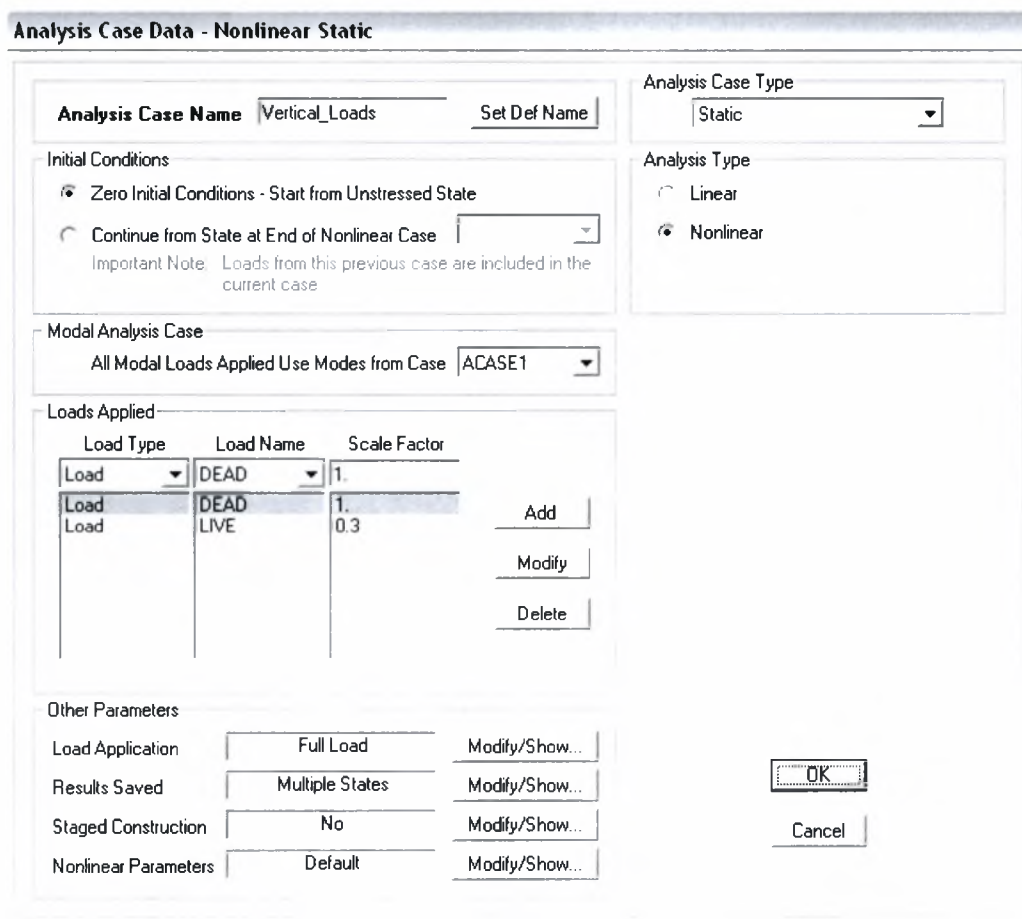 Analysis Case Data - Nonlinear Static
Analysis Case Name Vertical_Loads Set Def Name
Analysis Case Type
Static
Initial Conditions
Zero Initial Conditions - Start from Unstressed State
Continue from State at End of Nonlinear Case
Important Note: Loads from this previous case are included in the
current case
Analysis Type
Linear
Nonlinear
Modal Analysis Case
All Modal Loads Applied Use Modes from Case ACASE1
Loads Applied
Load Type Load Name Scale Factor
Load DEAD 1.
Load DEAD 1.
Load LIVE 0.3
Add
Modify
Delete
Other Parameters
Load Application Full Load Modify/Show...
Results Saved Multiple States Modify/Show...
Staged Construction No Modify/Show...
Nonlinear Parameters Default Modify/Show...
OK
Cancel